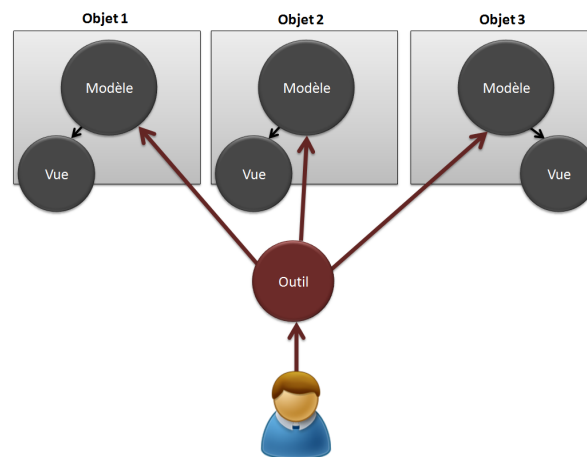 Objet 1
Objet 2
Objet 3
Modèle
Modèle
Modèle
Vue
Vue
Vue
Outil